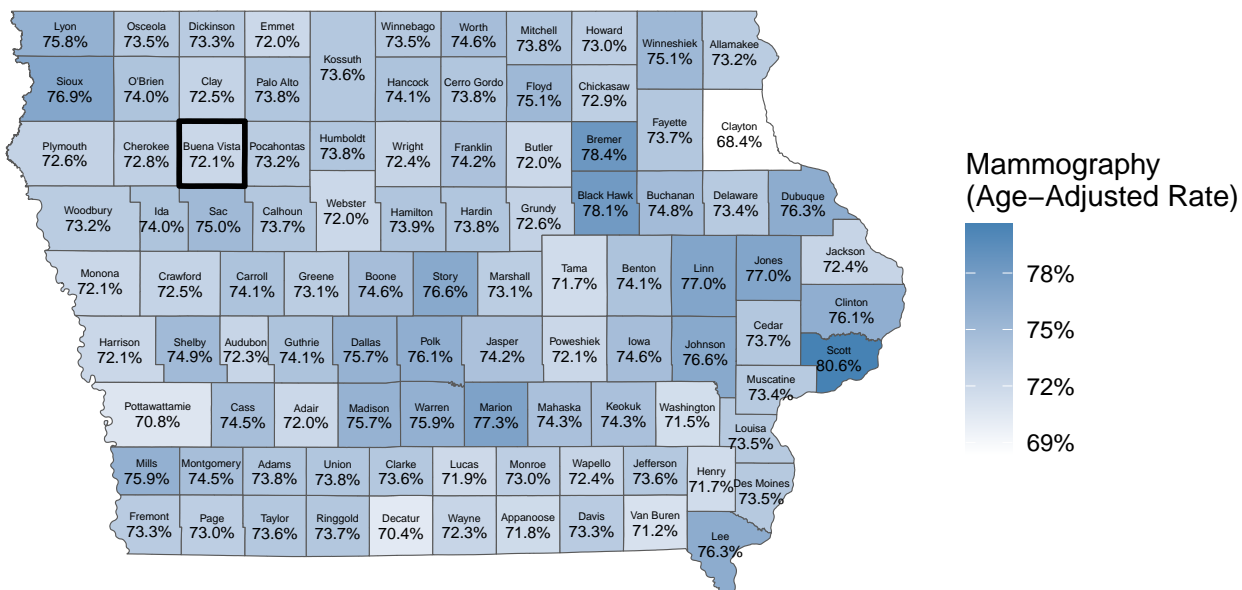 Lyon
75.8%
Osceola
73.5%
Dickinson
73.3%
Emmet
72.0%
Kossuth
73.6%
Winnebago
73.5%
Worth
74.6%
Mitchell
73.8%
Howard
73.0%
Winneshiek
75.1%
Allamakee
73.2%
Sioux
76.9%
O'Brien
74.0%
Clay
72.5%
Palo Alto
73.8%
Hancock
74.1%
Cerro Gordo
73.8%
Floyd
75.1%
Chickasaw
72.9%
Fayette
73.7%
Clayton
68.4%
Plymouth
72.6%
Cherokee
72.8%
Buena Vista
72.1%
Pocahontas
73.2%
Humboldt
73.8%
Wright
72.4%
Franklin
74.2%
Butler
72.0%
Bremer
78.4%
Woodbury
73.2%
Ida
74.0%
Sac
75.0%
Calhoun
73.7%
Webster
72.0%
Hamilton
73.9%
Hardin
73.8%
Grundy
72.6%
Black Hawk
78.1%
Buchanan
74.8%
Delaware
73.4%
Dubuque
76.3%
Monona
72.1%
Crawford
72.5%
Carroll
74.1%
Greene
73.1%
Boone
74.6%
Story
76.6%
Marshall
73.1%
Tama
71.7%
Benton
74.1%
Linn
77.0%
Jones
77.0%
Jackson
72.4%
Clinton
76.1%
Harrison
72.1%
Shelby
74.9%
Audubon
72.3%
Guthrie
74.1%
Dallas
75.7%
Polk
76.1%
Jasper
74.2%
Poweshiek
72.1%
Iowa
74.6%
Johnson
76.6%
Cedar
73.7%
Scott
80.6%
Muscatine
73.4%
Pottawattamie
70.8%
Cass
74.5%
Adair
72.0%
Madison
75.7%
Warren
75.9%
Marion
77.3%
Mahaska
74.3%
Keokuk
74.3%
Washington
71.5%
Louisa
73.5%
Mills
75.9%
Montgomery
74.5%
Adams
73.8%
Union
73.8%
Clarke
73.6%
Lucas
71.9%
Monroe
73.0%
Wapello
72.4%
Jefferson
73.6%
Henry
71.7%
Des Moines
73.5%
Fremont
73.3%
Page
73.0%
Taylor
73.6%
Ringgold
73.7%
Decatur
70.4%
Wayne
72.3%
Appanoose
71.8%
Davis
73.3%
Van Buren
71.2%
Lee
76.3%
Mammography
(Age−Adjusted Rate)
78%
75%
72%
69%